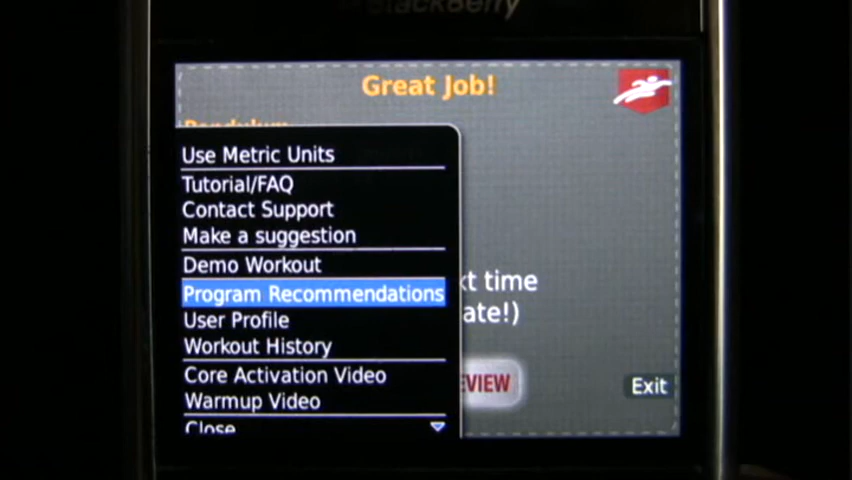 BlackBerry
Great Job!
Use Metric Units
Tutorial/FAQ
Contact Support
Make a suggestion
Demo Workout
Program Recommendations
User Profile
Workout History
Core Activation Video
Warmup Video
Close
xt time
ate!)
EVIEW
Exit